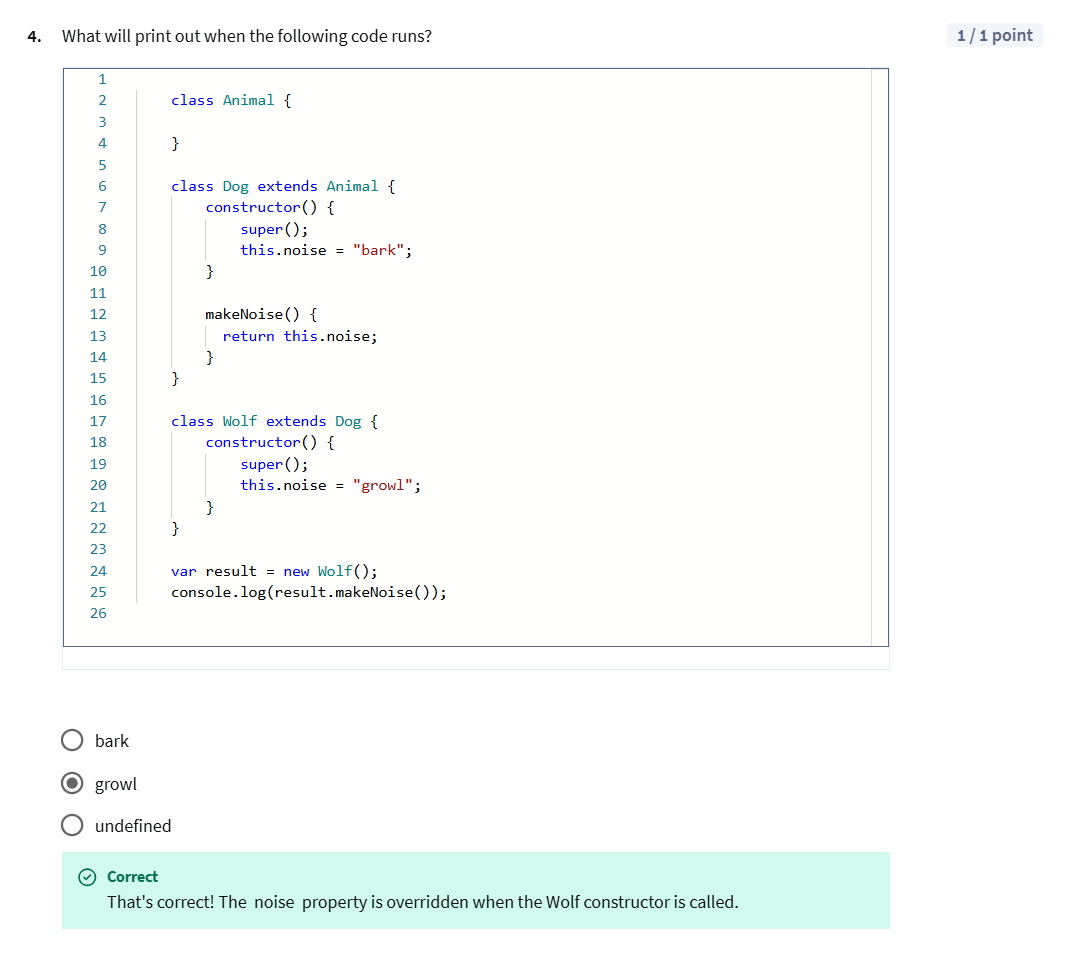 4. What will print out when the following code runs?
1 / 1 point
1
2 class Animal {
3
4 }
5
6 class Dog extends Animal {
7 constructor() {
8 super();
9 this.noise = "bark";
10 }
11
12 makeNoise() {
13 return this.noise;
14 }
15 }
16
17 class Wolf extends Dog {
18 constructor() {
19 super();
20 this.noise = "growl";
21 }
22 }
23
24 var result = new Wolf();
25 console.log(result.makeNoise());
26
bark
growl
undefined
Correct
That's correct! The noise property is overridden when the Wolf constructor is called.